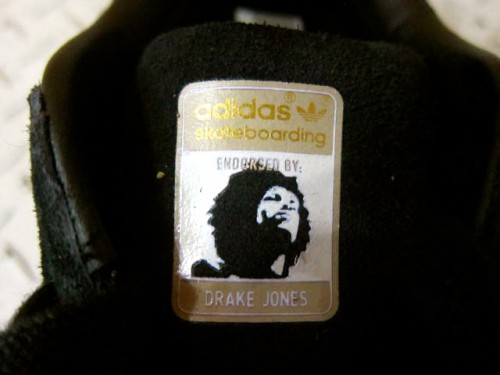 adidas®
skateboarding
ENDORSED BY:
DRAKE JONES